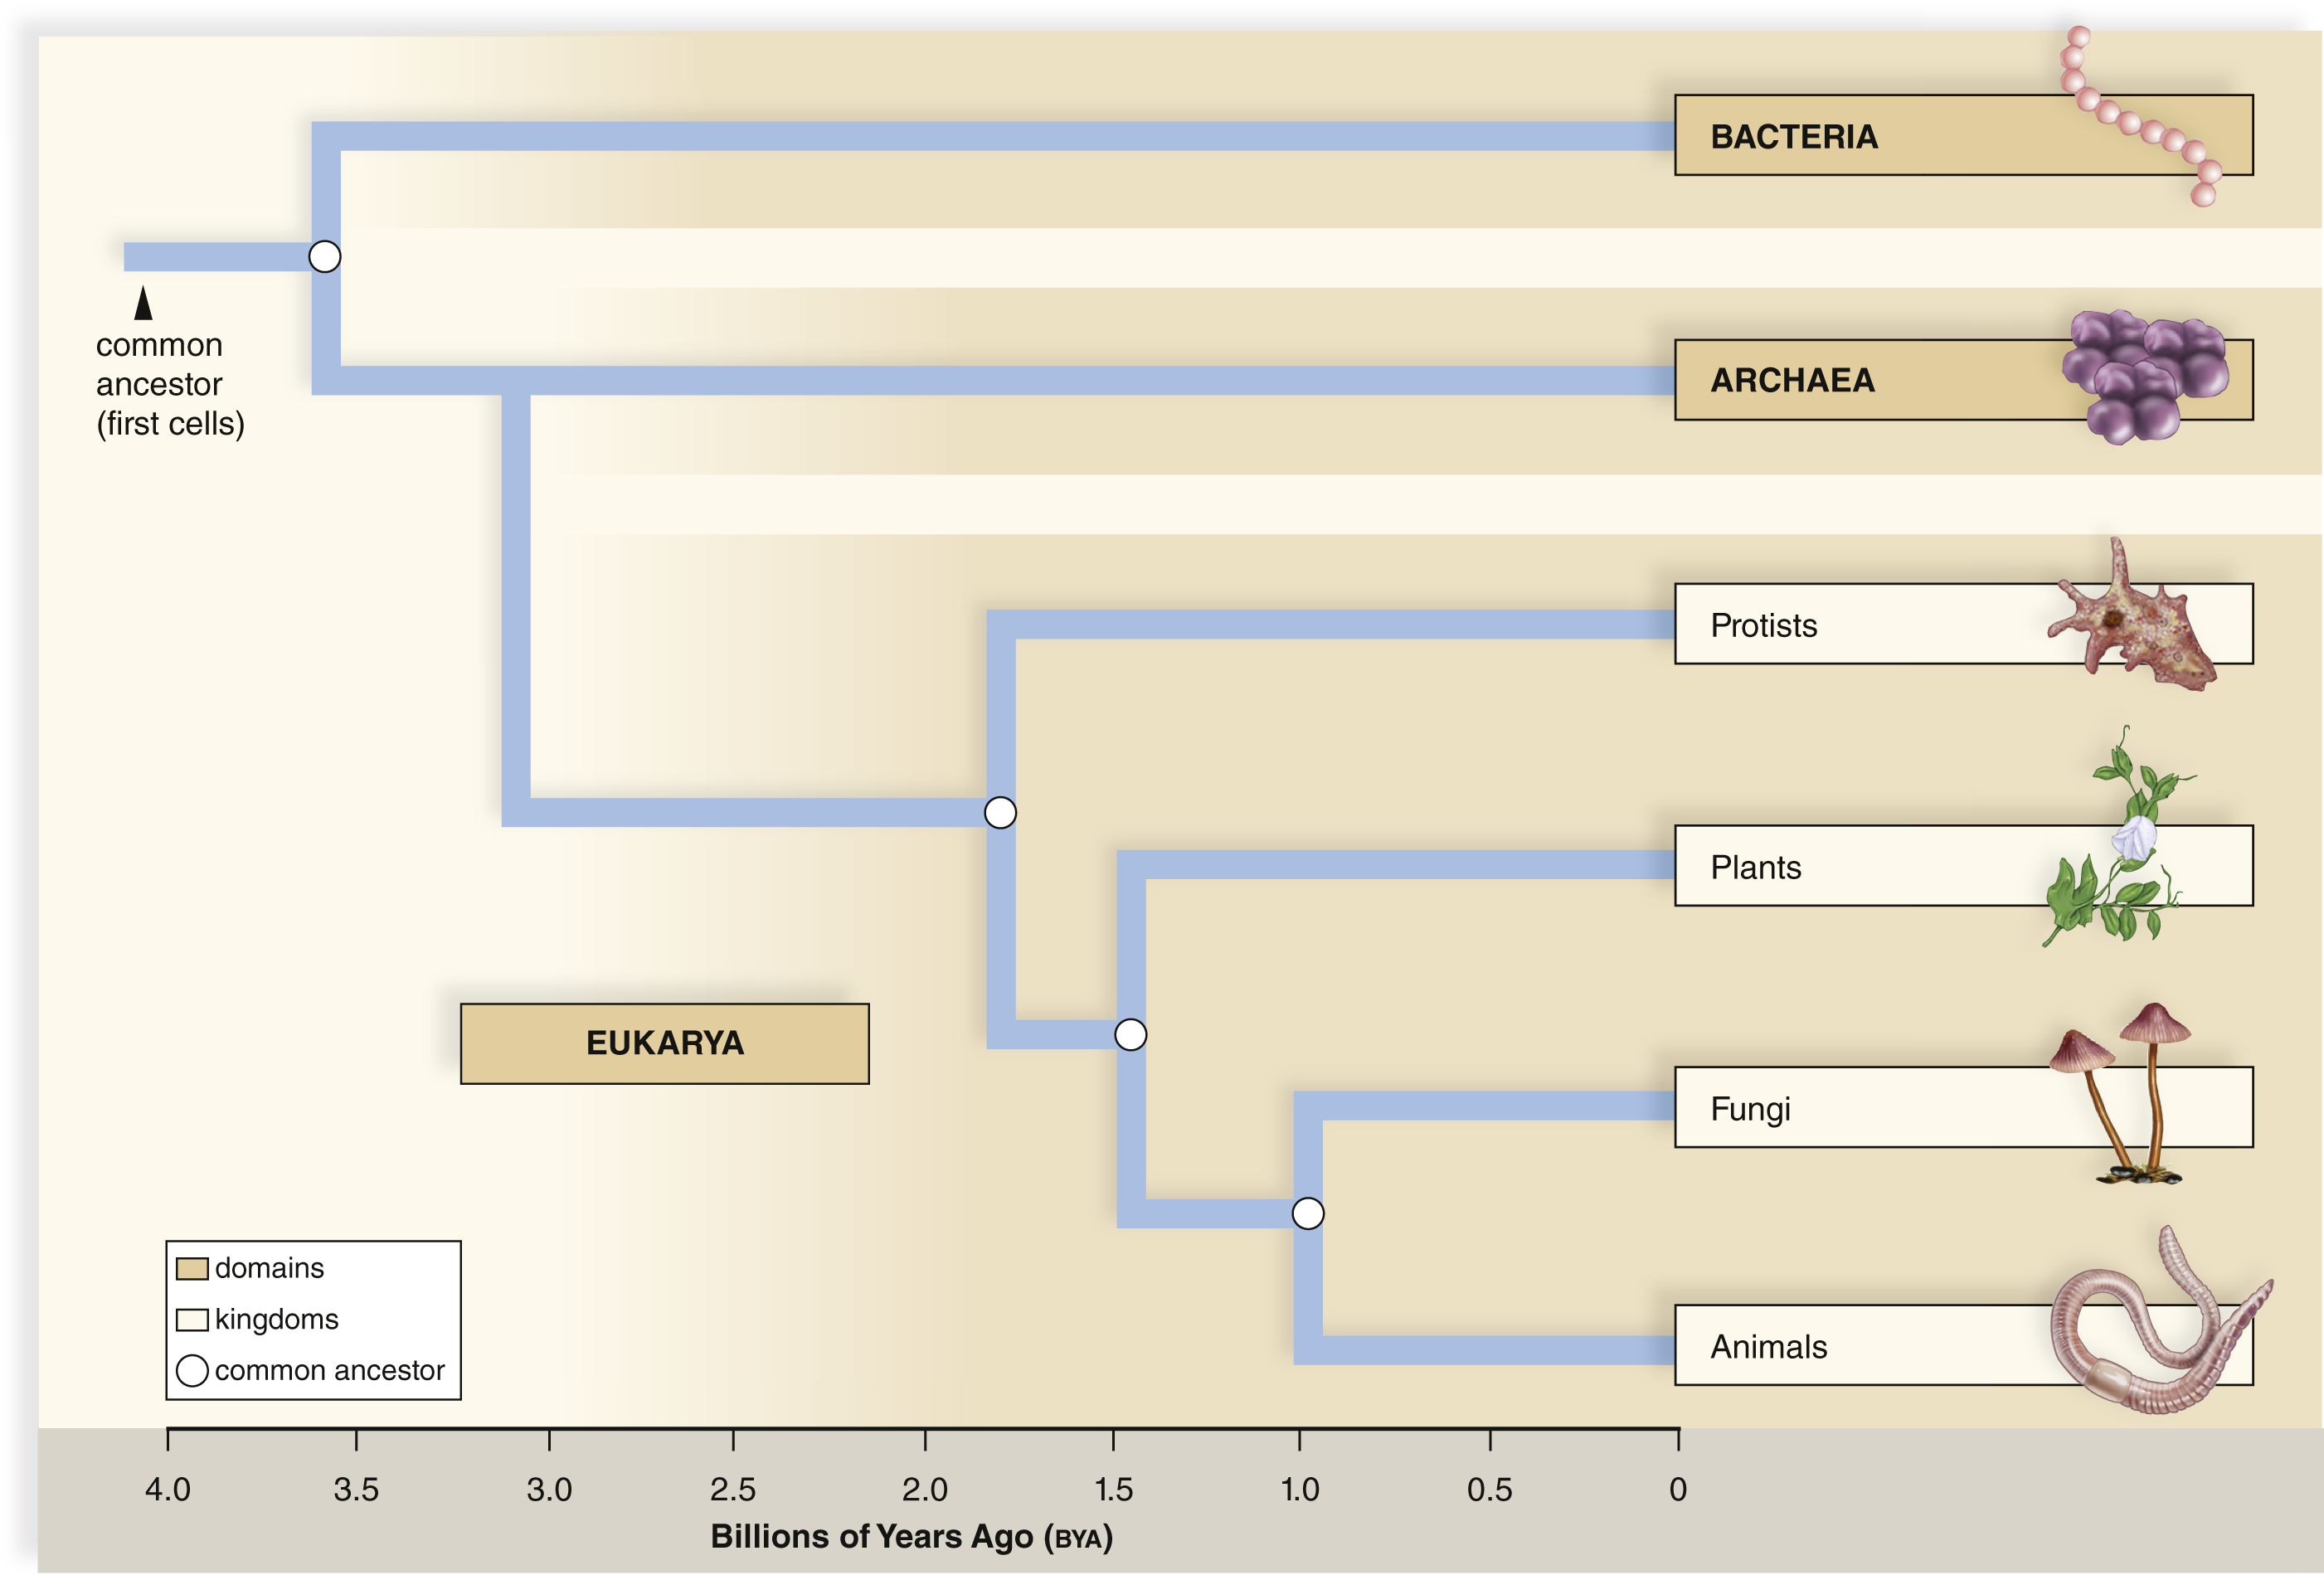 BACTERIA
common
ancestor
(first cells)
ARCHAEA
Protists
Plants
EUKARYA
Fungi
Animals
domains
kingdoms
common ancestor
4.0 3.5 3.0 2.5 2.0 1.5 1.0 0.5 0
Billions of Years Ago (BYA)